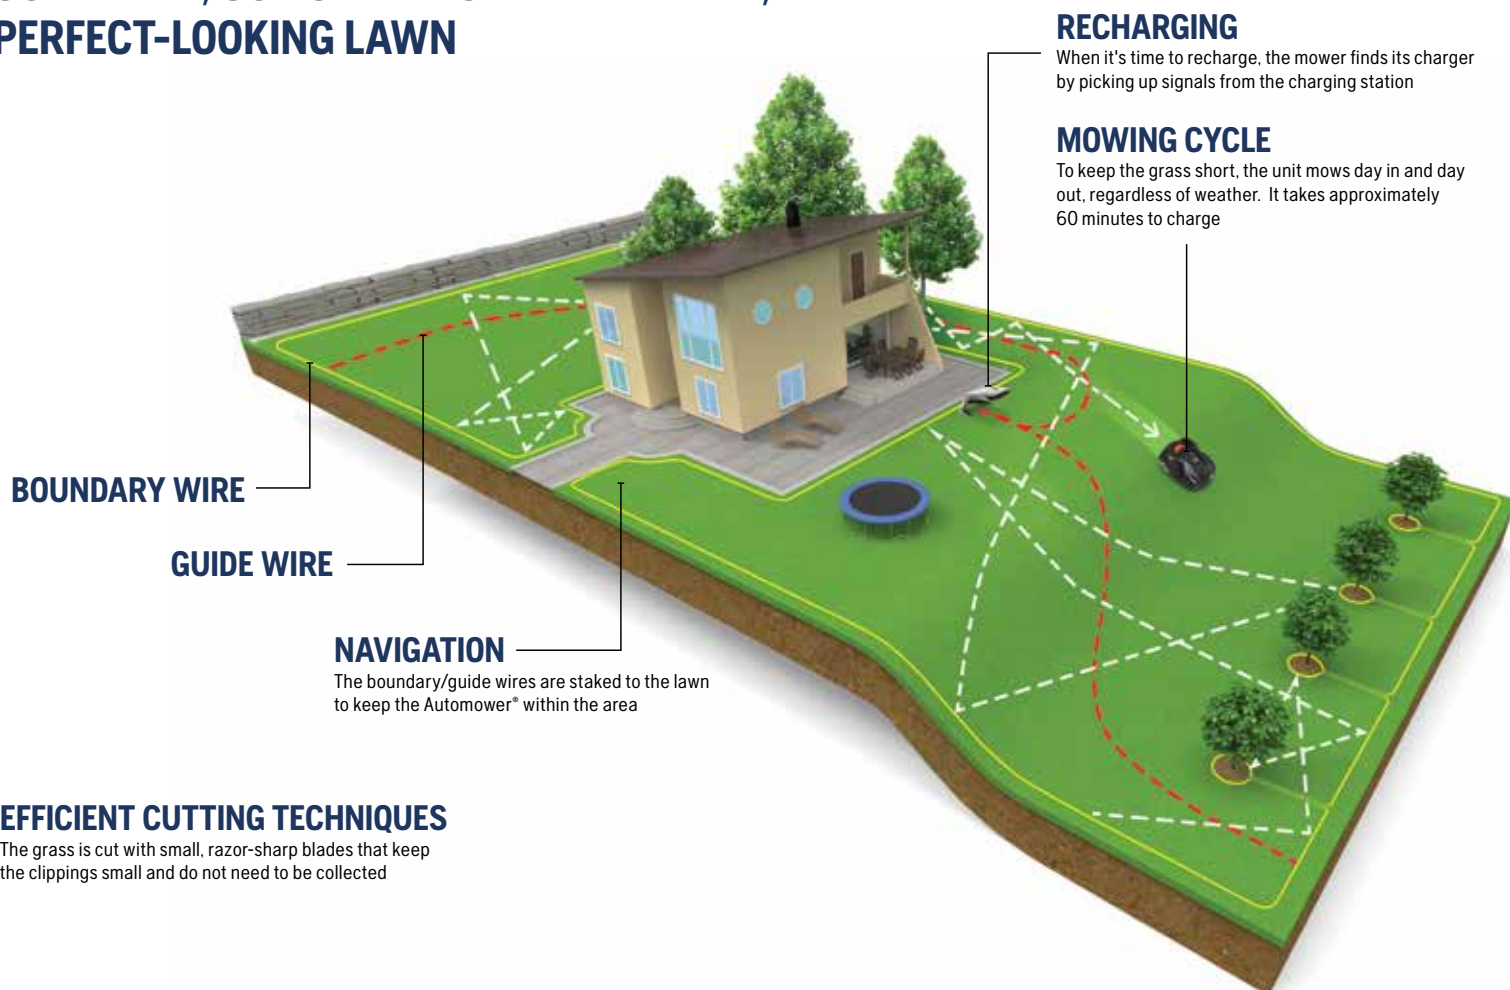 PERFECT-LOOKING LAWN
RECHARGING
When it's time to recharge, the mower finds its charger
by picking up signals from the charging station
MOWING CYCLE
To keep the grass short, the unit mows day in and day
out, regardless of weather.  It takes approximately
60 minutes to charge
BOUNDARY WIRE
GUIDE WIRE
NAVIGATION
The boundary/guide wires are staked to the lawn
to keep the Automower® within the area
EFFICIENT CUTTING TECHNIQUES
The grass is cut with small, razor-sharp blades that keep
the clippings small and do not need to be collected